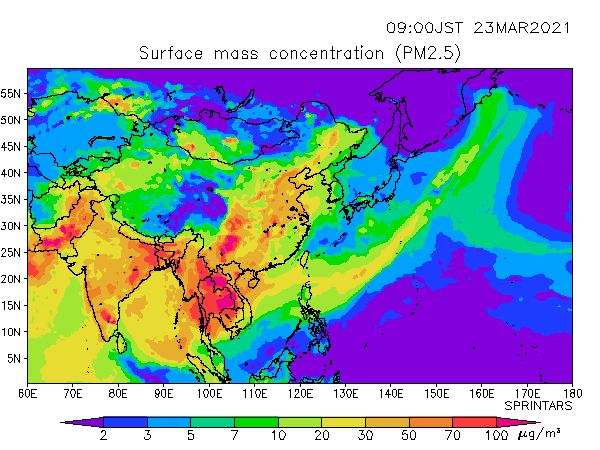 09:00JST 23MAR2021
Surface mass concentration (PM2.5)
55N
50N
45N
40N
35N
30N
25N
20N
15N
10N
5N
60E 70E 80E 90E 100E 110E 120E 130E 140E 150E 160E 170E 180
SPRINTARS
2 3 5 7 10 20 30 50 70 100 μg/m³